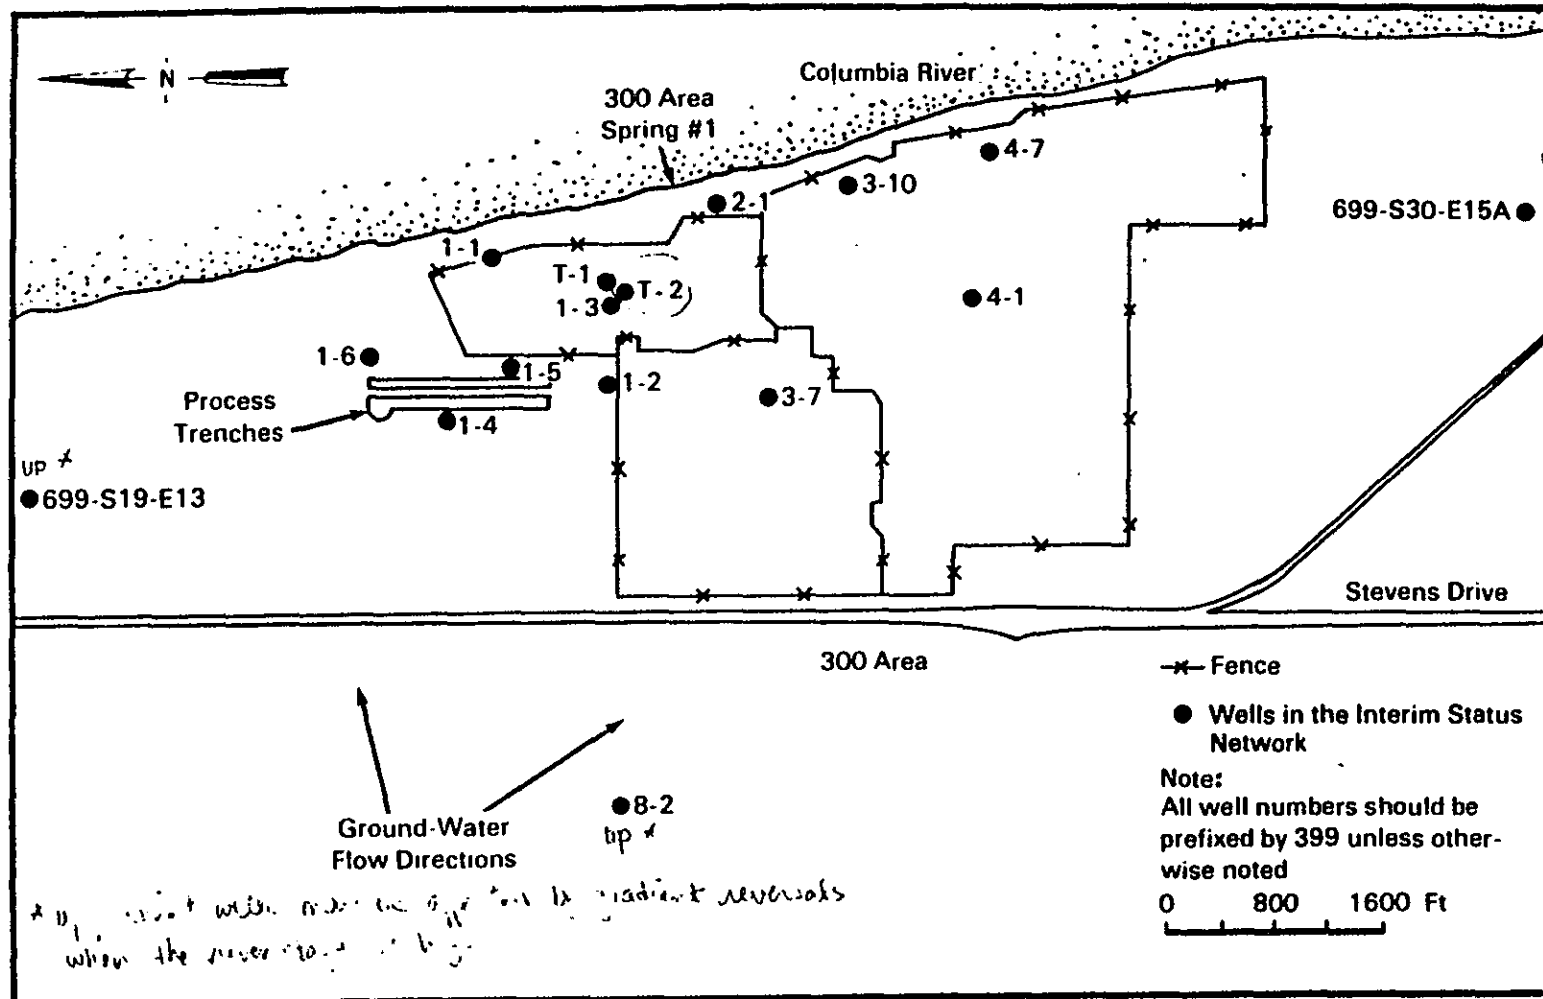 N
Columbia River
300 Area
Spring #1
4-7
3-10
2-1
699-S30-E15A
1-1
T-1
T-2
1-3
4-1
1-6
1-5
1-2
3-7
Process
Trenches
1-4
UP *
699-S19-E13
Stevens Drive
300 Area
Fence
Wells in the Interim Status
Network
Note:
All well numbers should be
prefixed by 399 unless other-
wise noted
0 800 1600 Ft
8-2
up *
Ground-Water
Flow Directions
* gradient reversals
when the river